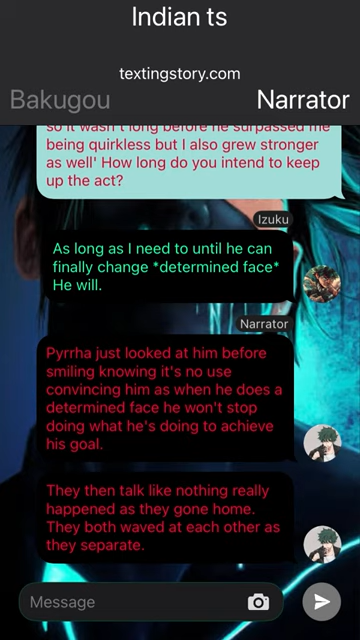 Indian ts
textingstory.com
Bakugou
Narrator
so it wasn't long before he surpassed me
being quirkless but I also grew stronger
as well' How long do you intend to keep
up the act?
Izuku
As long as I need to until he can
finally change *determined face*
He will.
Narrator
Pyrrha just looked at him before
smiling knowing it's no use
convincing him as when he does a
determined face he won't stop
doing what he's doing to achieve
his goal.
They then talk like nothing really
happened as they gone home.
They both waved at each other as
they separate.
Message